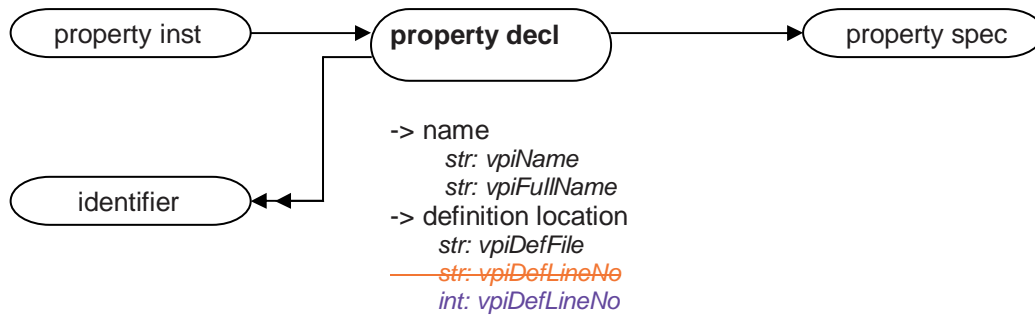 property inst
property decl
property spec
-> name
str: vpiName
str: vpiFullName
identifier
-> definition location
str: vpiDefFile
str: vpiDefLineNo
int: vpiDefLineNo